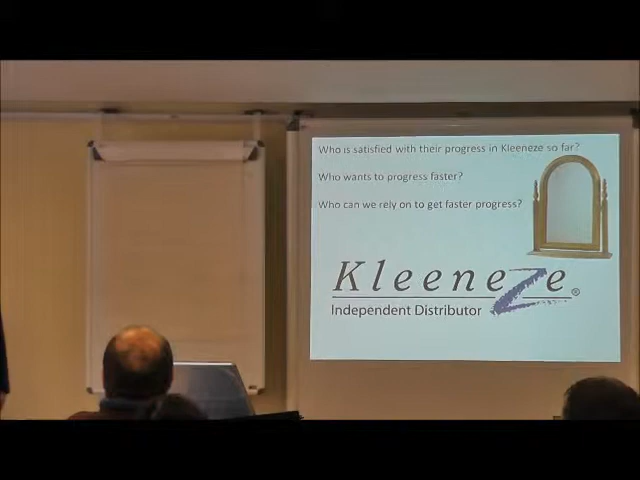 Who is satisfied with their progress in Kleeneze so far?
Who wants to progress faster?
Who can we rely on to get faster progress?
Kleeneze®
Independent Distributor